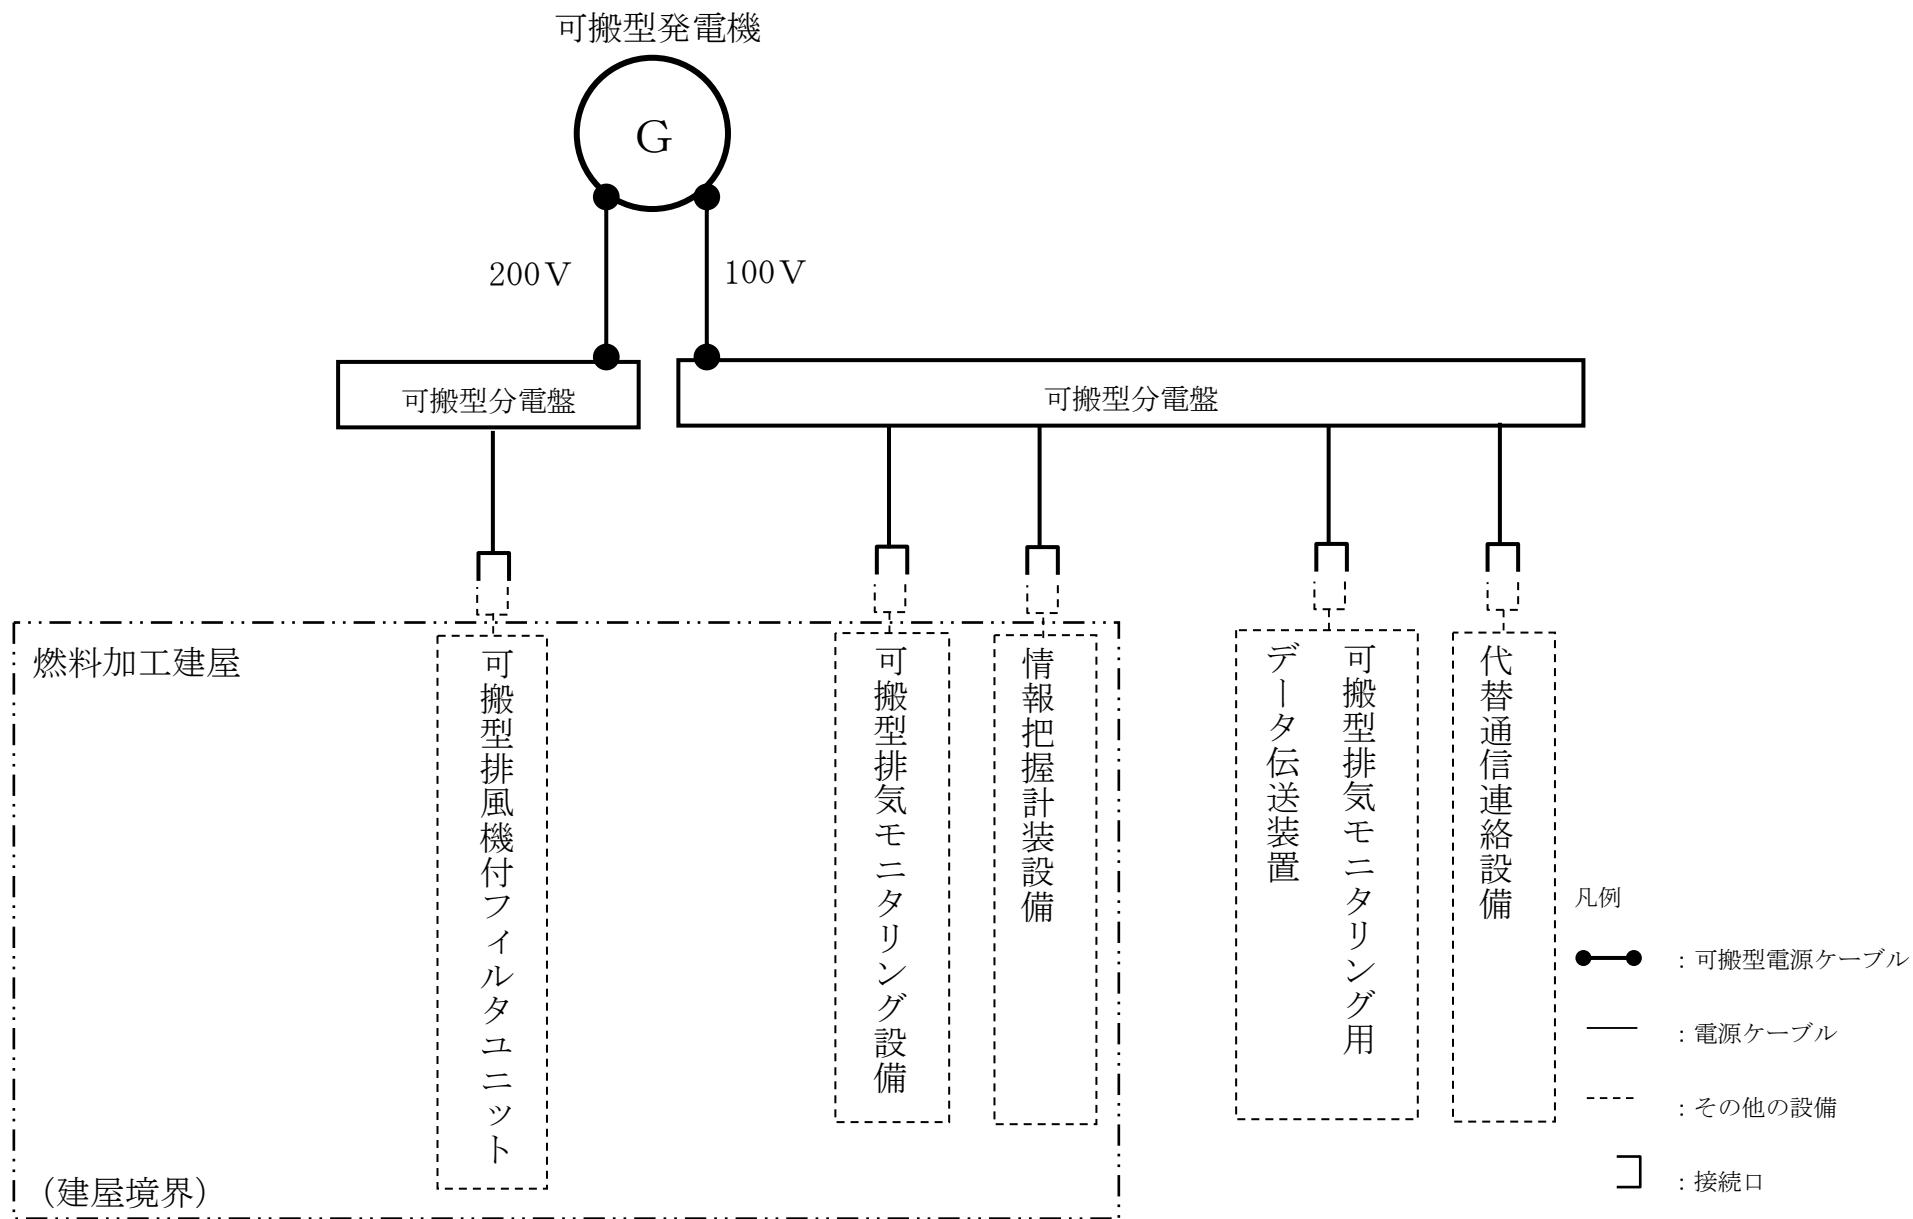 可搬型発電機
G
200V
100V
可搬型分電盤
可搬型分電盤
燃料加工建屋
可搬型排風機付フィルタユニット
可搬型排気モニタリング設備
情報把握計装設備
可搬型排気モニタリング用
データ伝送装置
代替通信連絡設備
(建屋境界)
凡例
：可搬型電源ケーブル
：電源ケーブル
：その他の設備
：接続口